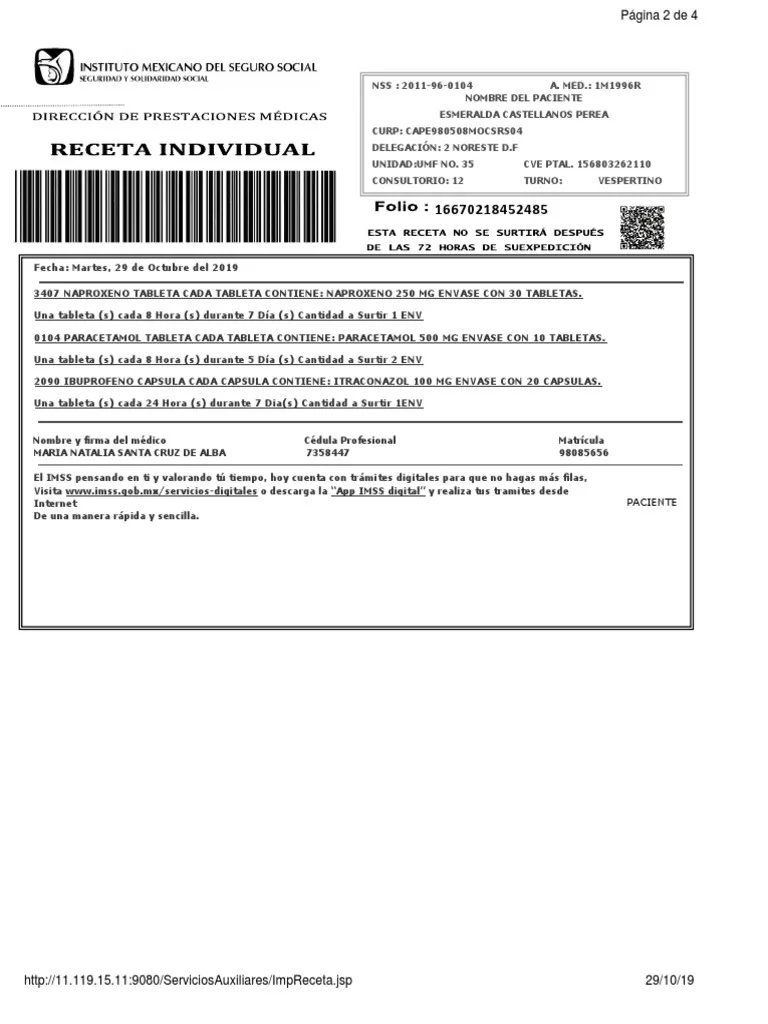 Página 2 de 4
INSTITUTO MEXICANO DEL SEGURO SOCIAL
SEGURIDAD Y SOLIDARIDAD SOCIAL
DIRECCIÓN DE PRESTACIONES MÉDICAS
RECETA INDIVIDUAL
NSS : 2011-96-0104 A. MED.: 1M1996R
NOMBRE DEL PACIENTE
ESMERALDA CASTELLANOS PEREA
CURP: CAPE980508MOCSRS04
DELEGACIÓN: 2 NORESTE D.F
UNIDAD:UMF NO. 35 CVE PTAL. 156803262110
CONSULTORIO: 12 TURNO: VESPERTINO
Folio : 16670218452485
ESTA RECETA NO SE SURTIRÁ DESPUÉS
DE LAS 72 HORAS DE SUEXPEDICIÓN
Fecha: Martes, 29 de Octubre del 2019
3407 NAPROXENO TABLETA CADA TABLETA CONTIENE: NAPROXENO 250 MG ENVASE CON 30 TABLETAS.
Una tableta (s) cada 8 Hora (s) durante 7 Día (s) Cantidad a Surtir 1 ENV
0104 PARACETAMOL TABLETA CADA TABLETA CONTIENE: PARACETAMOL 500 MG ENVASE CON 10 TABLETAS.
Una tableta (s) cada 8 Hora (s) durante 5 Día (s) Cantidad a Surtir 2 ENV
2090 IBUPROFENO CAPSULA CADA CAPSULA CONTIENE: ITRACONAZOL 100 MG ENVASE CON 20 CAPSULAS.
Una tableta (s) cada 24 Hora (s) durante 7 Dia(s) Cantidad a Surtir 1ENV
Nombre y firma del médico Cédula Profesional Matrícula
MARIA NATALIA SANTA CRUZ DE ALBA 7358447 98085656
El IMSS pensando en ti y valorando tú tiempo, hoy cuenta con trámites digitales para que no hagas más filas,
Visita www.imss.gob.mx/servicios-digitales o descarga la "App IMSS digital" y realiza tus tramites desde
Internet
PACIENTE
De una manera rápida y sencilla.
http://11.119.15.11:9080/ServiciosAuxiliares/ImpReceta.jsp 29/10/19